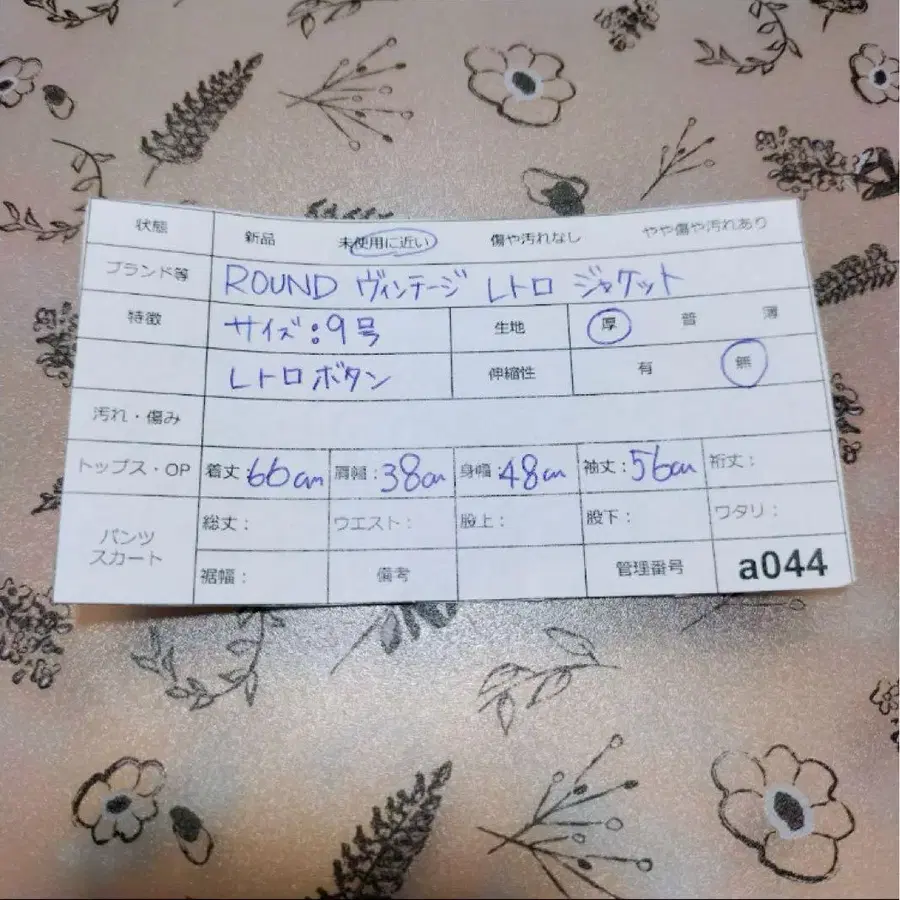 状態 新品 未使用に近い 傷や汚れなし やや傷や汚れあり
ブランド等 ROUND ヴィンテージ レトロ ジャケット
特徴 サイズ:9号 生地 厚 普 薄
レトロボタン 伸縮性 有 無
汚れ・傷み
トップス・OP 着丈:66cm 肩幅:38cm 身幅:48cm 袖丈:56cm 裄丈:
パンツ スカート 総丈: ウエスト: 股上: 股下: ワタリ:
裾幅: 備考 管理番号 a044